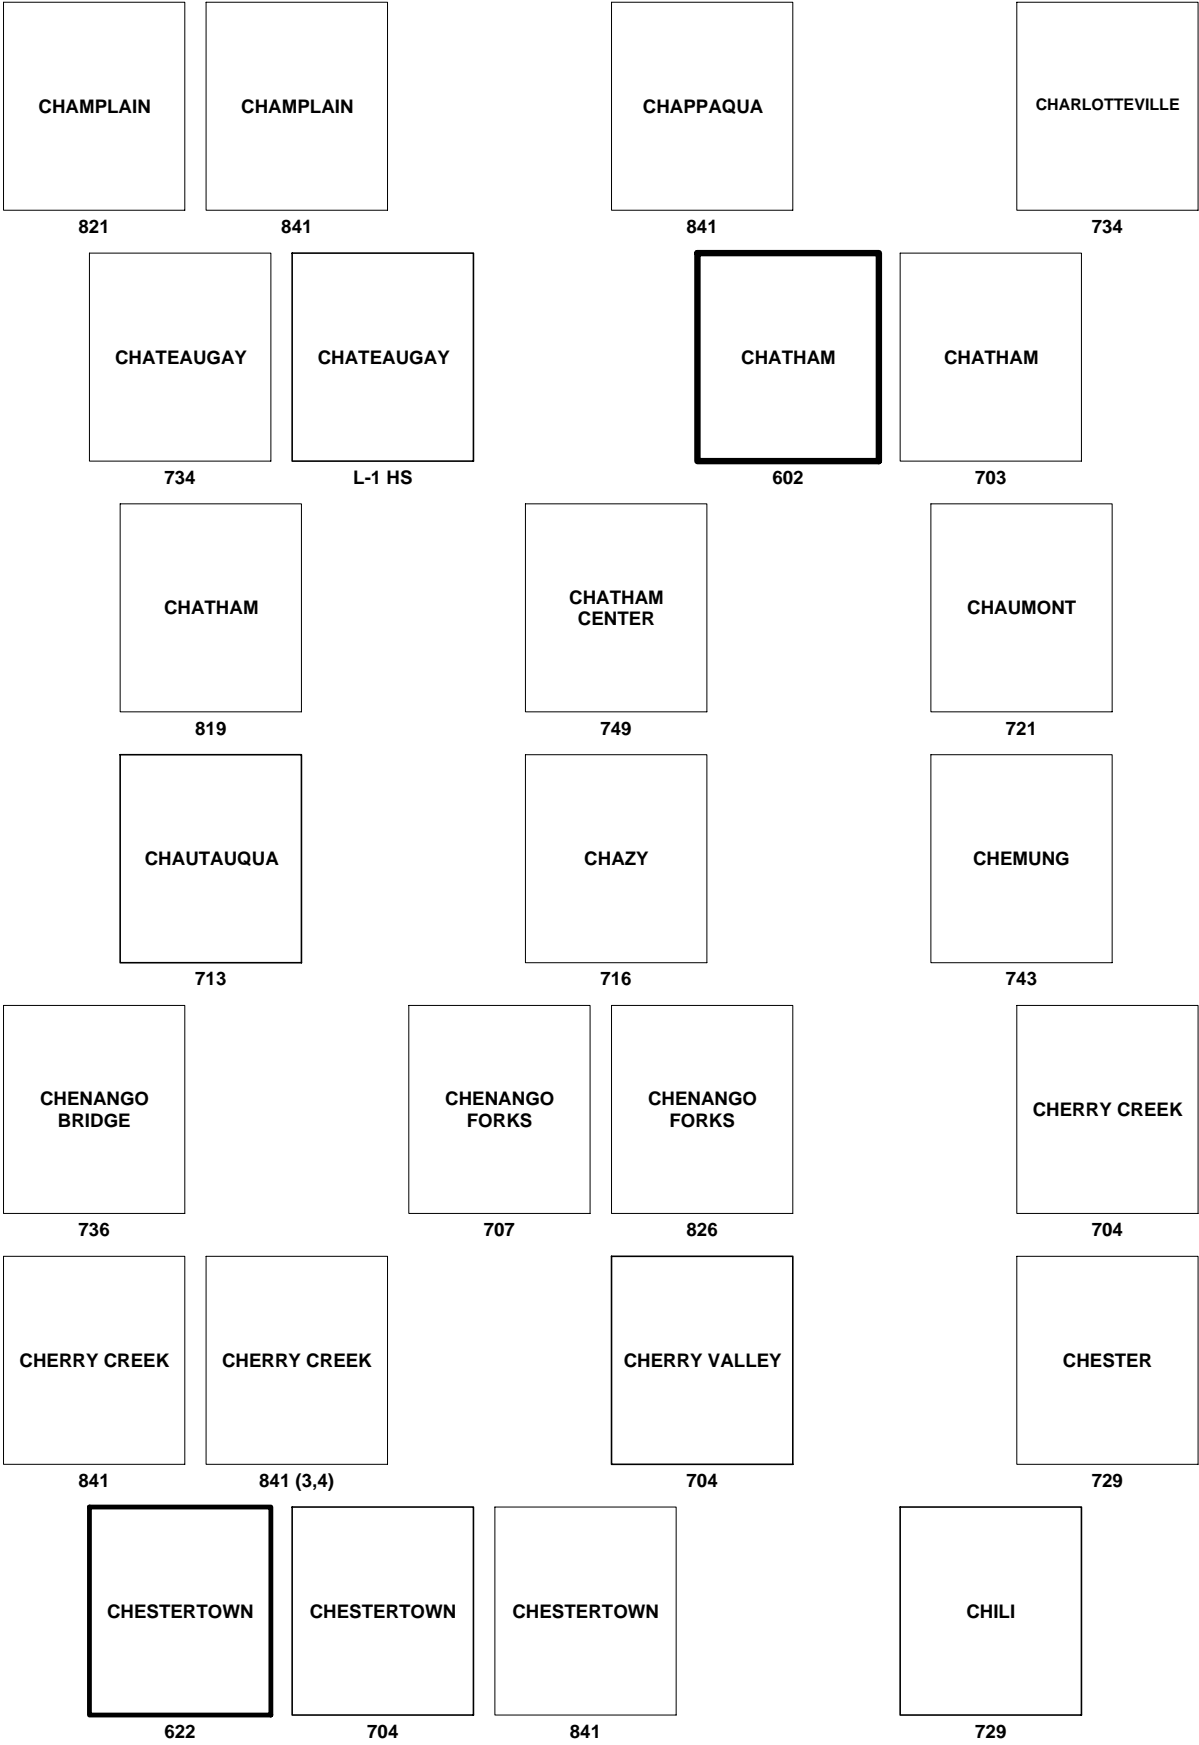 CHAMPLAIN
CHAMPLAIN
CHAPPAQUA
CHARLOTTEVILLE
821
841
841
734
CHATEAUGAY
CHATEAUGAY
CHATHAM
CHATHAM
734
L-1 HS
602
703
CHATHAM
CHATHAM
CENTER
CHAUMONT
819
749
721
CHAUTAUQUA
CHAZY
CHEMUNG
713
716
743
CHENANGO
BRIDGE
CHENANGO
FORKS
CHENANGO
FORKS
CHERRY CREEK
736
707
826
704
CHERRY CREEK
CHERRY CREEK
CHERRY VALLEY
CHESTER
841
841 (3,4)
704
729
CHESTERTOWN
CHESTERTOWN
CHESTERTOWN
CHILI
622
704
841
729